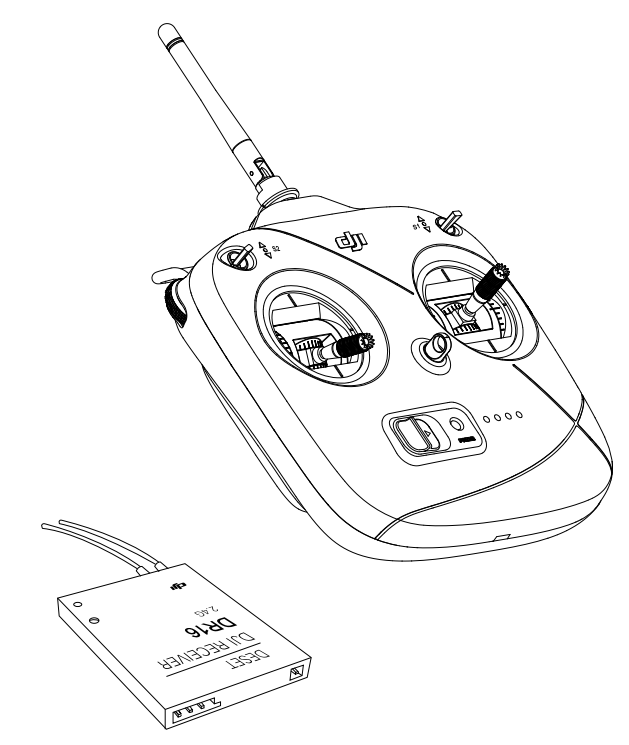 S2
S1
dji
dji
2.4G
DR16
DJI RECEIVER
DESET